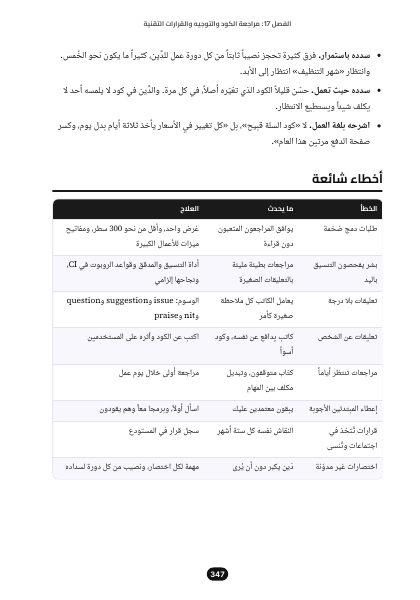 الفصل 17: مراجعة الكود والتوجيه والقرارات التقنية
• سدده باستمرار. فرق كثيرة تحجز نصيباً ثابتاً من كل دورة عمل للدَّين، كثيراً ما يكون نحو الخُمس.
وانتظار «شهر التنظيف» انتظار إلى الأبد.
• سدده حيث تعمل. حسّن قليلاً الكود الذي تغيّره أصلاً، في كل مرة. والدَّين في كود لا يلمسه أحد لا
يكلف شيئاً ويستطيع الانتظار.
• اشرحه بلغة العمل. لا «كود السلة قبيح»، بل «كل تغيير في الأسعار يأخذ ثلاثة أيام بدل يوم، وكسر
صفحة الدفع مرتين هذا العام».
أخطاء شائعة
الخطأ ما يحدث العلاج
طلبات دمج ضخمة يوافق المراجعون المتعبون غرض واحد، وأقل من نحو 300 سطر، ومفاتيح
دون قراءة ميزات للأعمال الكبيرة
بشر يفحصون التنسيق مراجعات بطيئة مليئة أداة التنسيق والمدقق وقواعد الروبوت في CI،
باليد بالتعليقات الصغيرة ونجاحها إلزامي
تعليقات بلا درجة يعامل الكاتب كل ملاحظة الوسوم: issue وsuggestion وquestion
صغيرة كأمر وnit وpraise
تعليقات عن الشخص كاتب يدافع عن نفسه، وكود اكتب عن الكود وأثره على المستخدمين
أسوأ
مراجعات تنتظر أياماً كتّاب متوقفون، وتبديل مراجعة أولى خلال يوم عمل
مكلف بين المهام
إعطاء المبتدئين الأجوبة يبقون معتمدين عليك اسأل أولاً، وبرمجا معاً وهم يقودون
قرارات تُتخذ في النقاش نفسه كل ستة أشهر سجل قرار في المستودع
اجتماعات وتُنسى
اختصارات غير مدوّنة دَين يكبر دون أن يُرى مهمة لكل اختصار، ونصيب من كل دورة لسداده
347